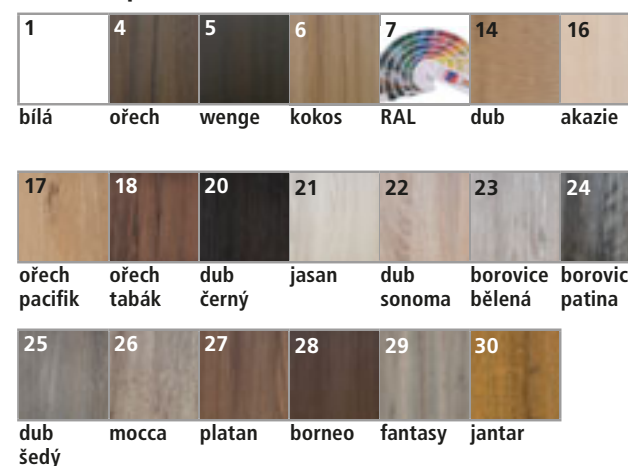 1 4 5 6 7 14 16
bílá ořech wenge kokos RAL dub akazie
17 18 20 21 22 23 24
ořech ořech dub jasan dub borovice borovic
pacifik tabák černý sonoma bělená patina
25 26 27 28 29 30
dub mocca platan borneo fantasy jantar
šedý